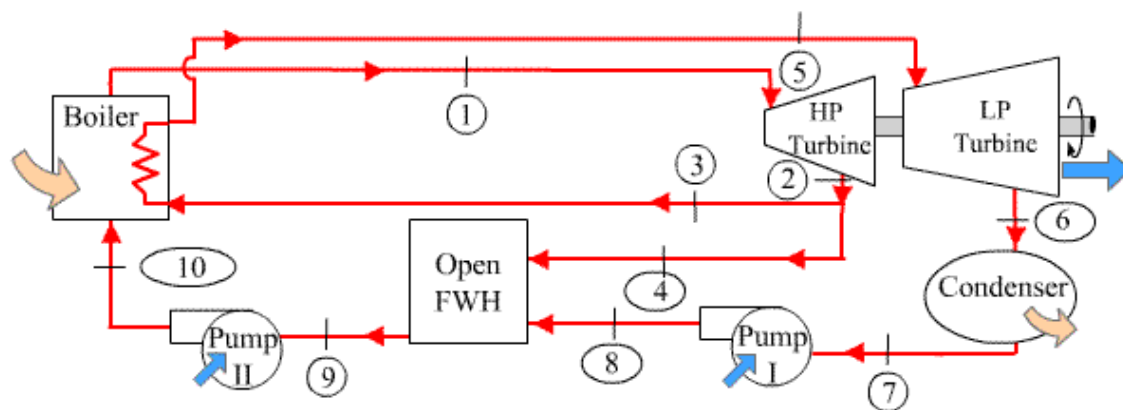 5
1
Boiler
HP
Turbine
LP
Turbine
3
2
6
10
Open
FWH
4
Condenser
Pump
II
9
8
Pump
I
7